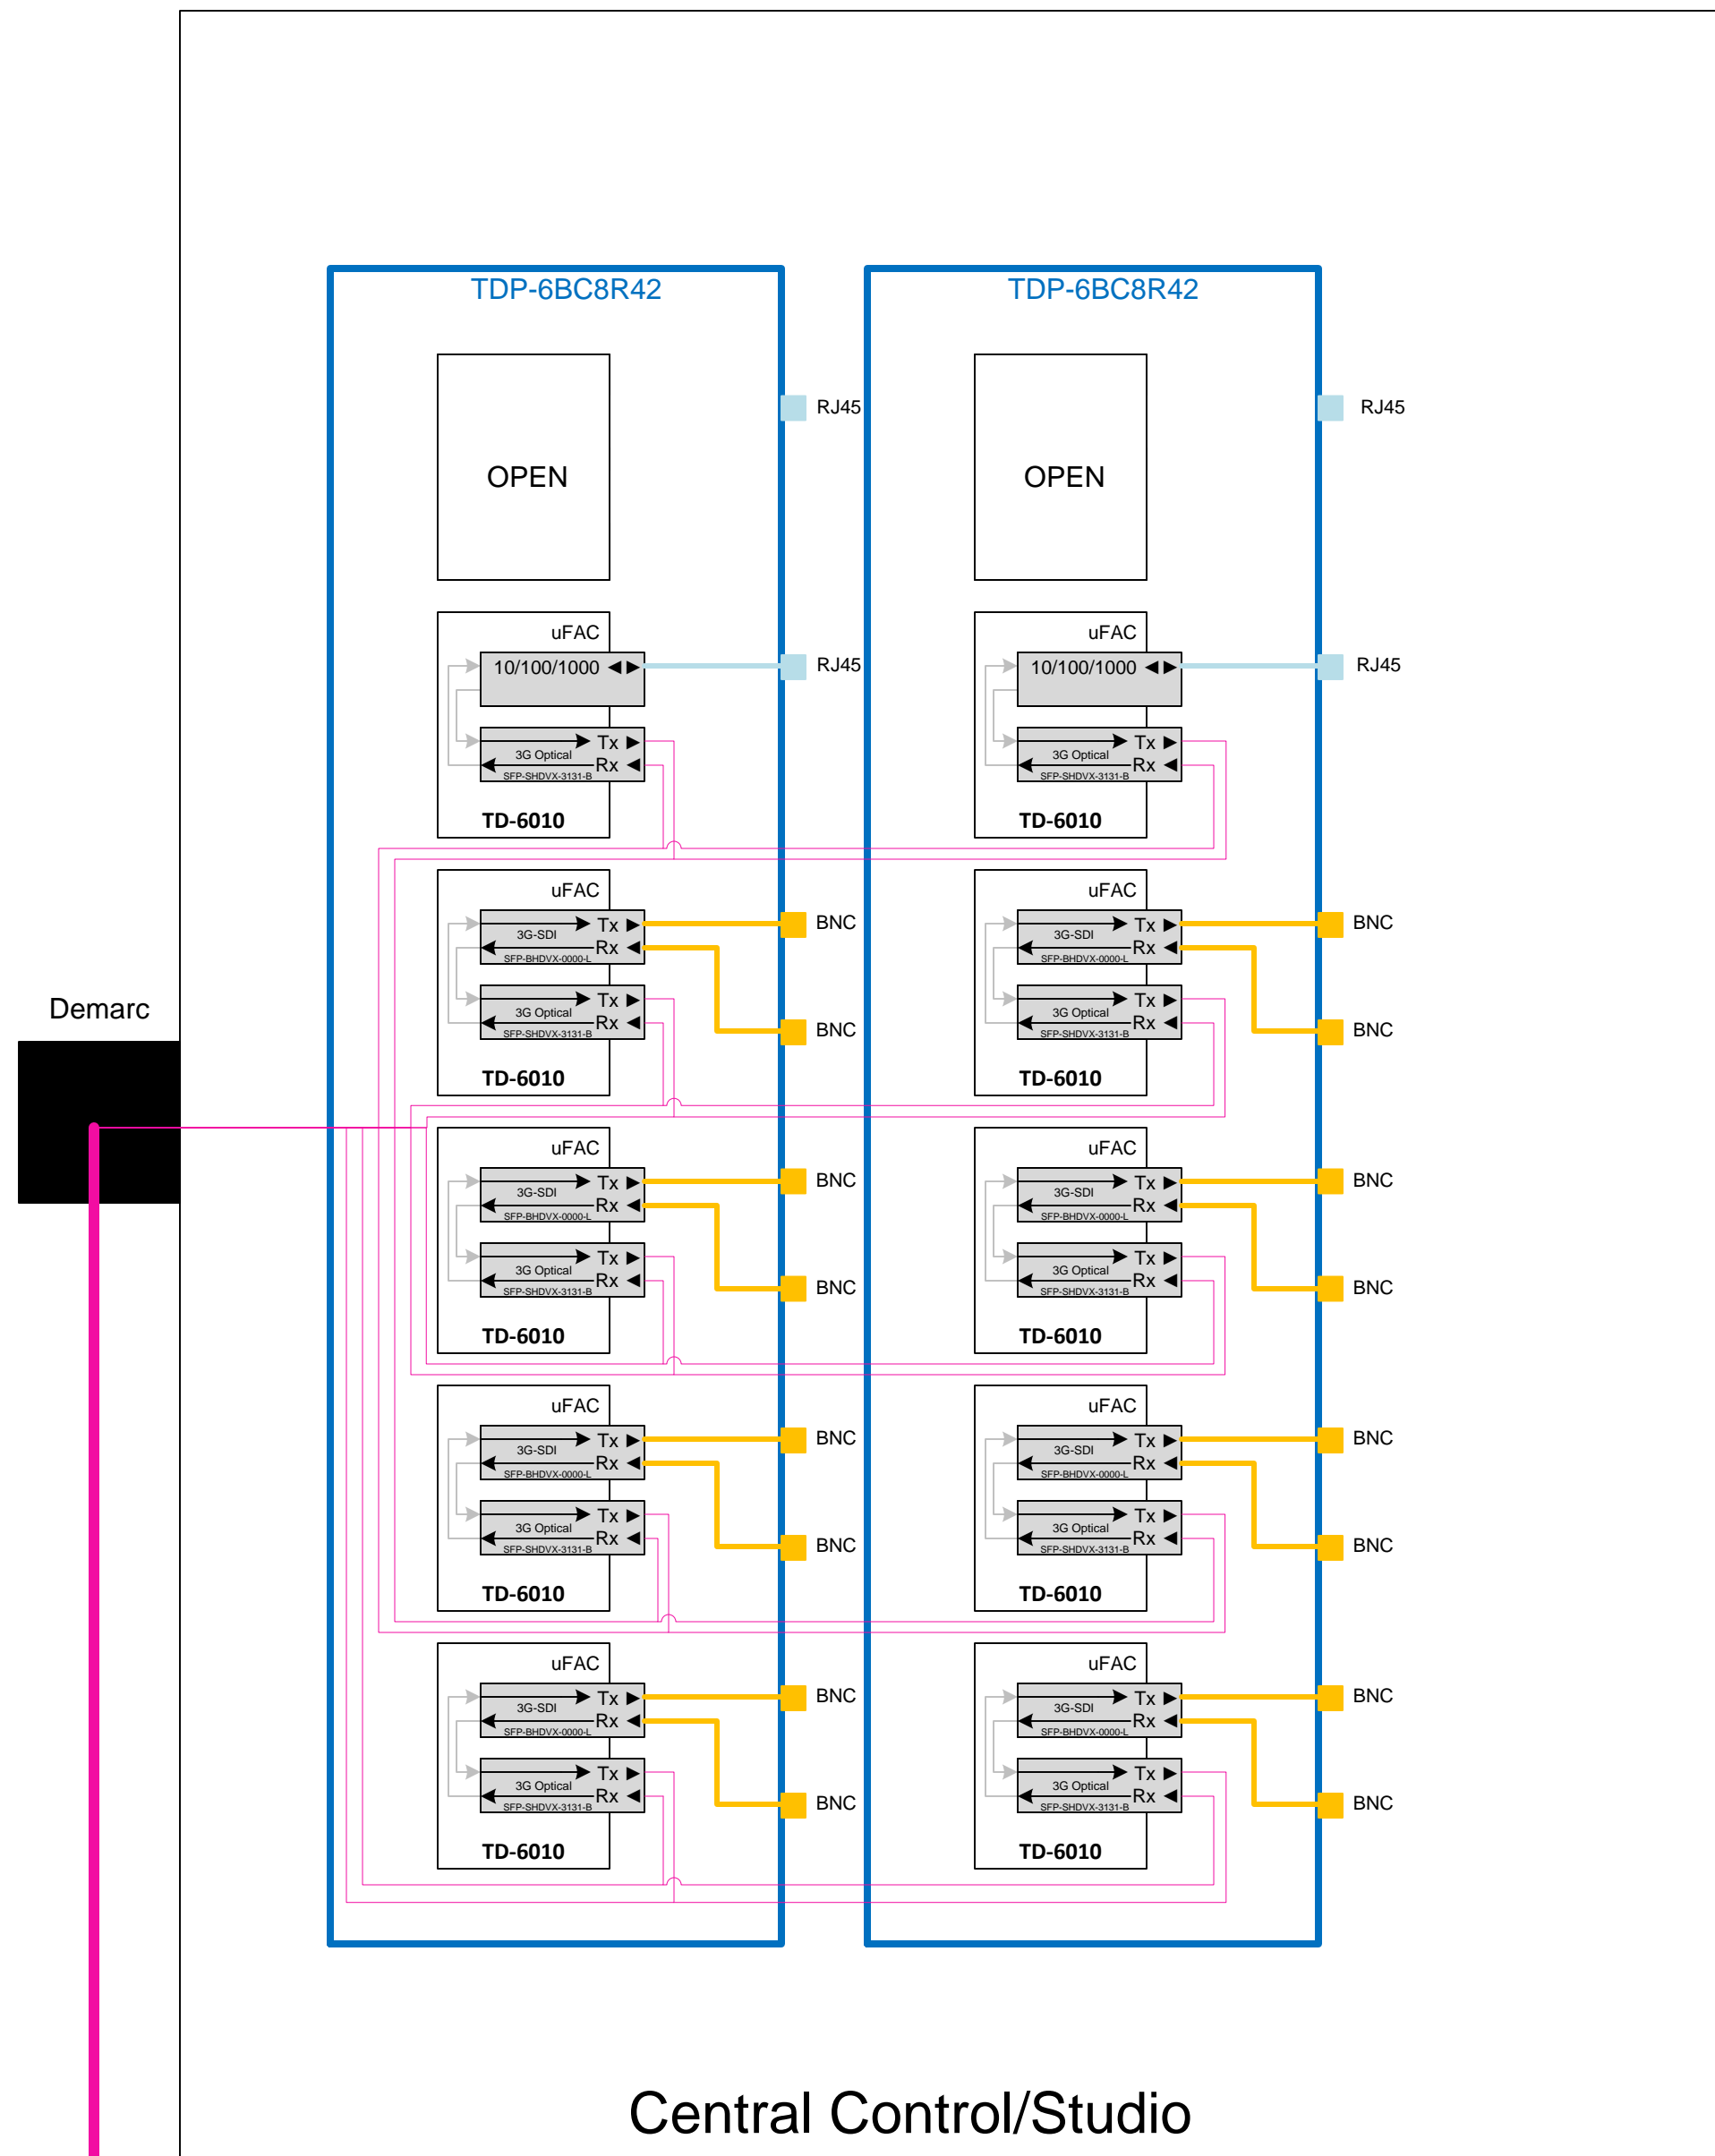 TDP-6BC8R42
TDP-6BC8R42
OPEN
RJ45
OPEN
RJ45
uFAC
10/100/1000
RJ45
3G Optical
Tx
Rx
SFP-SHDVX-3131-B
TD-6010
uFAC
10/100/1000
RJ45
3G Optical
Tx
Rx
SFP-SHDVX-3131-B
TD-6010
uFAC
3G-SDI
Tx
Rx
SFP-BHDVX-0000-L
BNC
3G Optical
Tx
Rx
SFP-SHDVX-3131-B
BNC
TD-6010
uFAC
3G-SDI
Tx
Rx
SFP-BHDVX-0000-L
BNC
3G Optical
Tx
Rx
SFP-SHDVX-3131-B
BNC
TD-6010
Demarc
uFAC
3G-SDI
Tx
Rx
SFP-BHDVX-0000-L
BNC
3G Optical
Tx
Rx
SFP-SHDVX-3131-B
BNC
TD-6010
uFAC
3G-SDI
Tx
Rx
SFP-BHDVX-0000-L
BNC
3G Optical
Tx
Rx
SFP-SHDVX-3131-B
BNC
TD-6010
uFAC
3G-SDI
Tx
Rx
SFP-BHDVX-0000-L
BNC
3G Optical
Tx
Rx
SFP-SHDVX-3131-B
BNC
TD-6010
uFAC
3G-SDI
Tx
Rx
SFP-BHDVX-0000-L
BNC
3G Optical
Tx
Rx
SFP-SHDVX-3131-B
BNC
TD-6010
uFAC
3G-SDI
Tx
Rx
SFP-BHDVX-0000-L
BNC
3G Optical
Tx
Rx
SFP-SHDVX-3131-B
BNC
TD-6010
uFAC
3G-SDI
Tx
Rx
SFP-BHDVX-0000-L
BNC
3G Optical
Tx
Rx
SFP-SHDVX-3131-B
BNC
TD-6010
Central Control/Studio